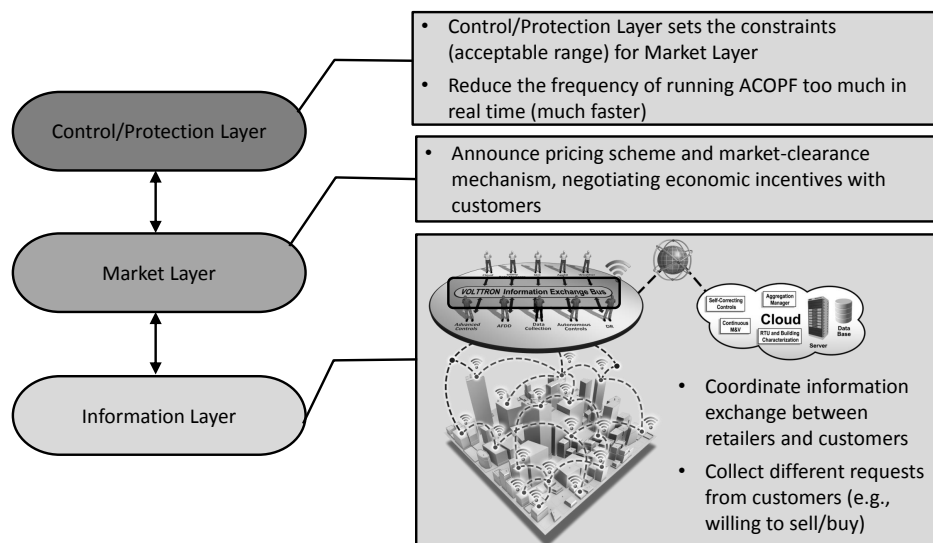 • Control/Protection Layer sets the constraints
(acceptable range) for Market Layer
• Reduce the frequency of running ACOPF too much in
real time (much faster)
Control/Protection Layer
• Announce pricing scheme and market-clearance
mechanism, negotiating economic incentives with
customers
Market Layer
VOLTTRON Information Exchange Bus
Advanced
Controls
AFDD
Data
Collection
Autonomous
Controls
Self-Correcting
Controls
Aggregation
Manager
Cloud
Continuous
M&V
RTU and Building
Characterization
Server
Data
Base
Information Layer
• Coordinate information
exchange between
retailers and customers
• Collect different requests
from customers (e.g.,
willing to sell/buy)